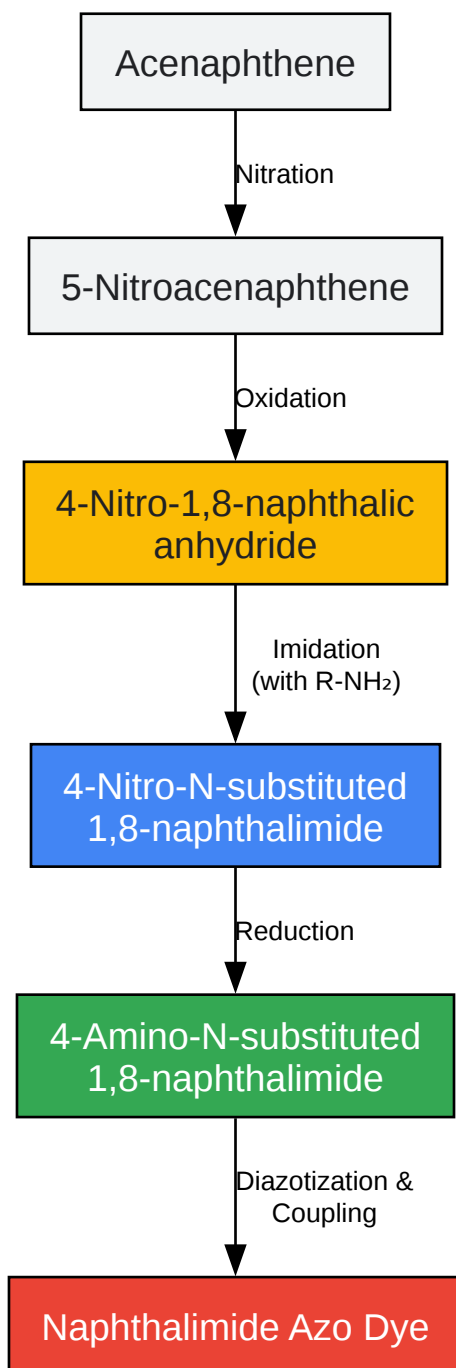 Acenaphthene
Nitration
5-Nitroacenaphthene
Oxidation
4-Nitro-1,8-naphthalic
anhydride
Imidation
(with R-NH₂)
4-Nitro-N-substituted
1,8-naphthalimide
Reduction
4-Amino-N-substituted
1,8-naphthalimide
Diazotization &
Coupling
Naphthalimide Azo Dye